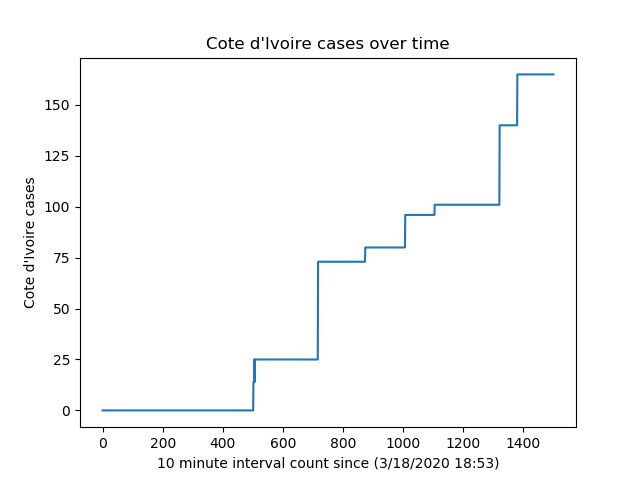 Cote d'Ivoire cases over time
Cote d'Ivoire cases
150
125
100
75
50
25
0
0 200 400 600 800 1000 1200 1400
10 minute interval count since (3/18/2020 18:53)